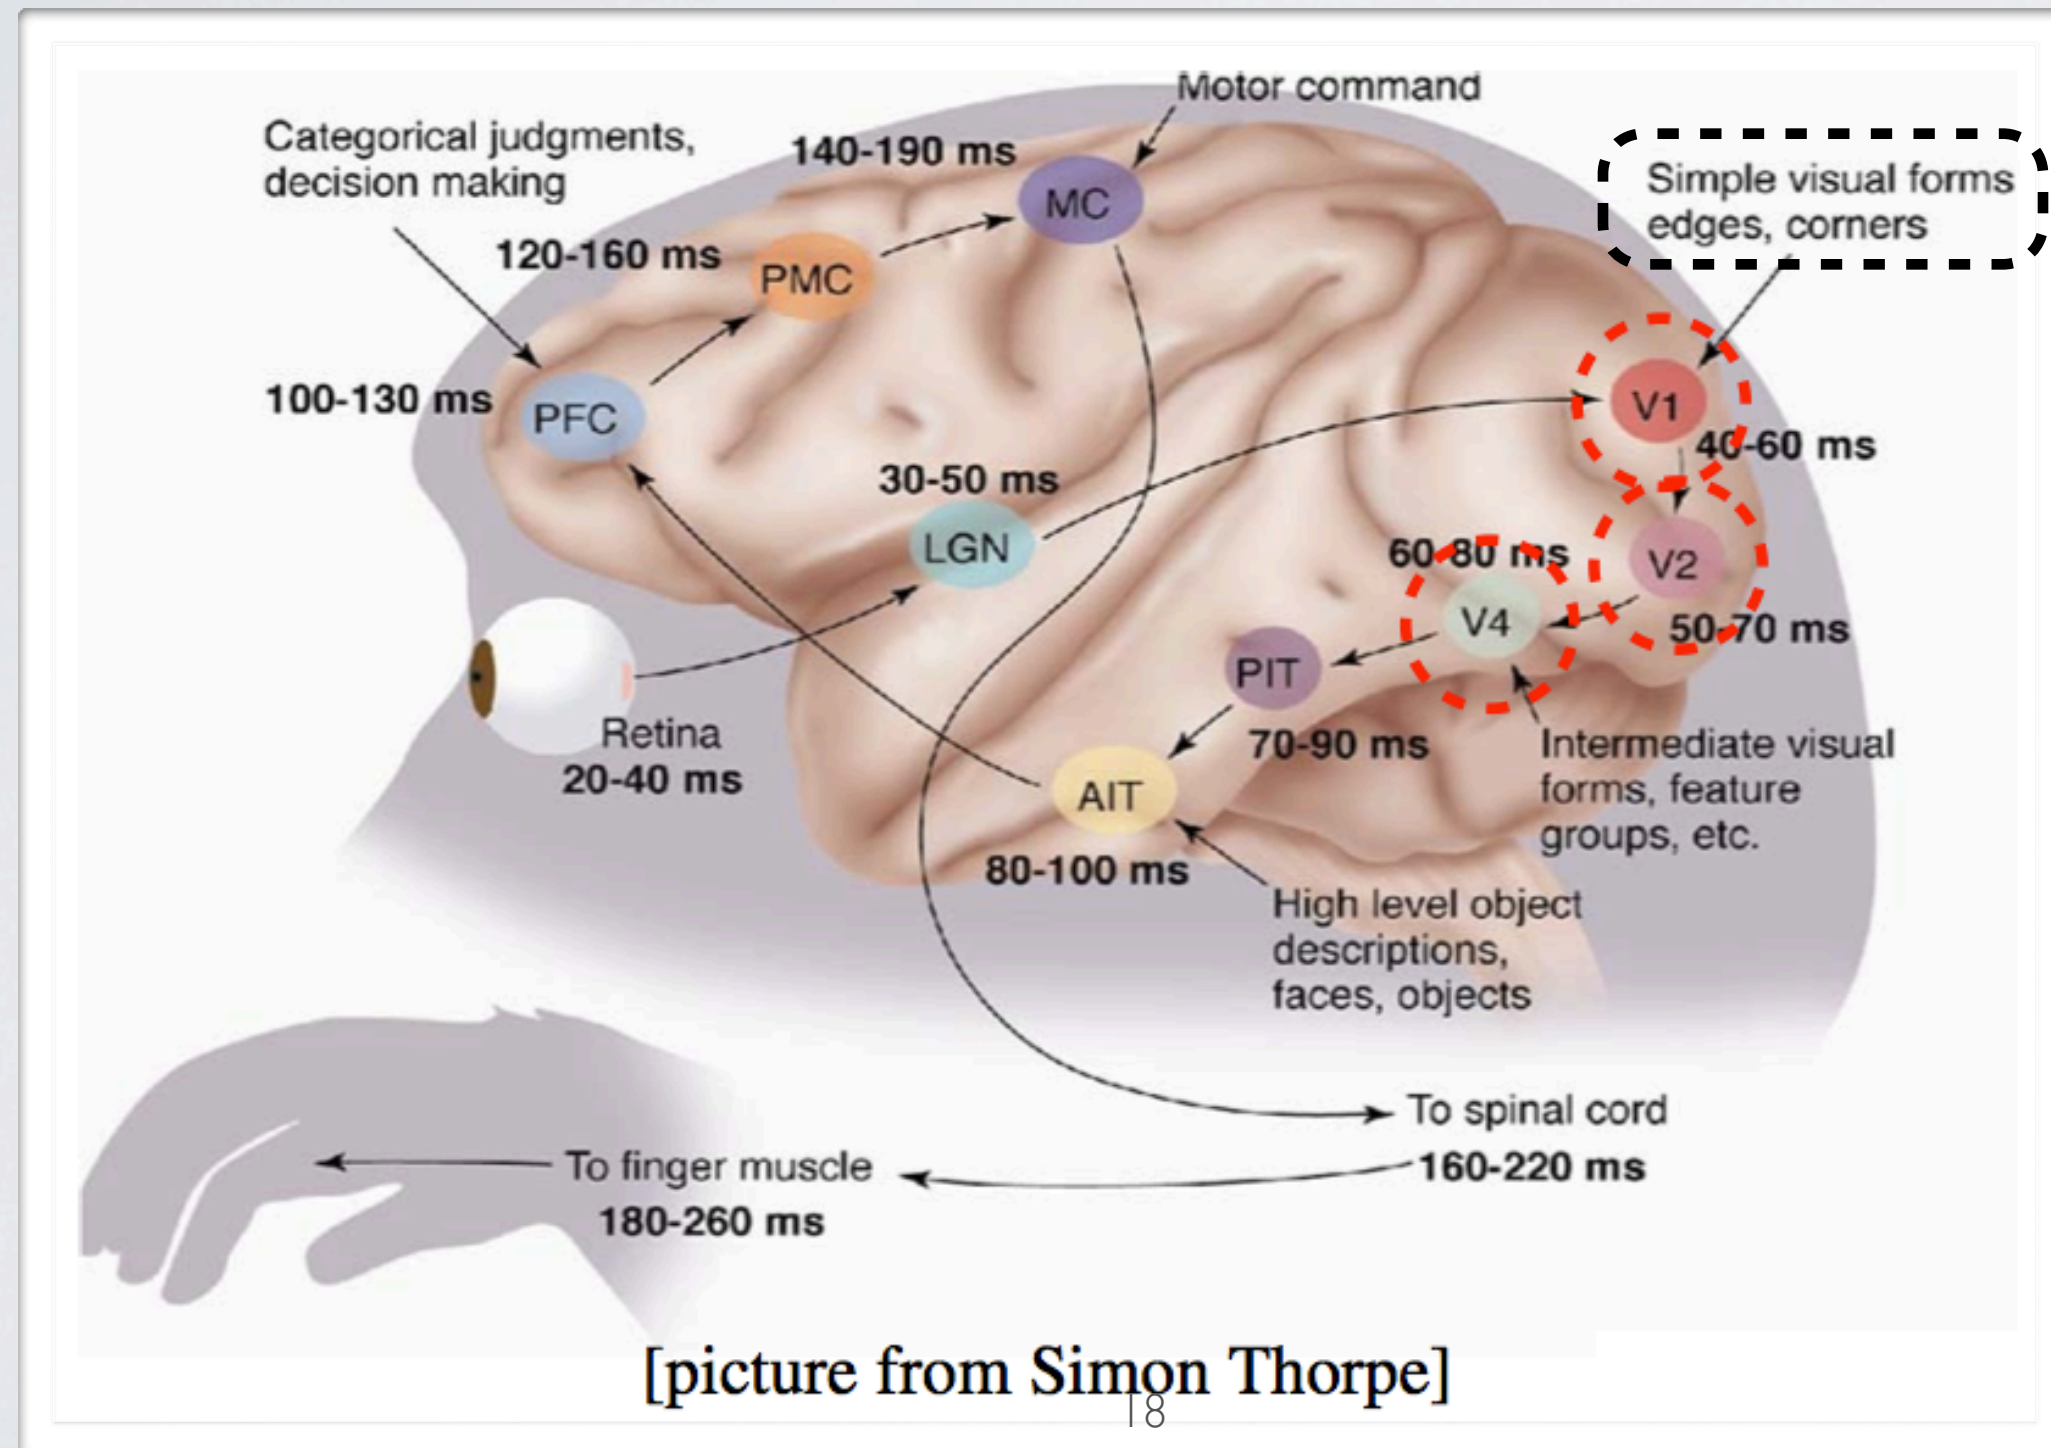 Motor command
Categorical judgments,
decision making
140-190 ms
MC
Simple visual forms
edges, corners
120-160 ms
PMC
100-130 ms
PFC
V1
40-60 ms
30-50 ms
LGN
60-80 ms
V2
V4
50-70 ms
PIT
Retina
20-40 ms
70-90 ms
Intermediate visual
forms, feature
groups, etc.
AIT
80-100 ms
High level object
descriptions,
faces, objects
To spinal cord
160-220 ms
To finger muscle
180-260 ms
[picture from Simon Thorpe]
18